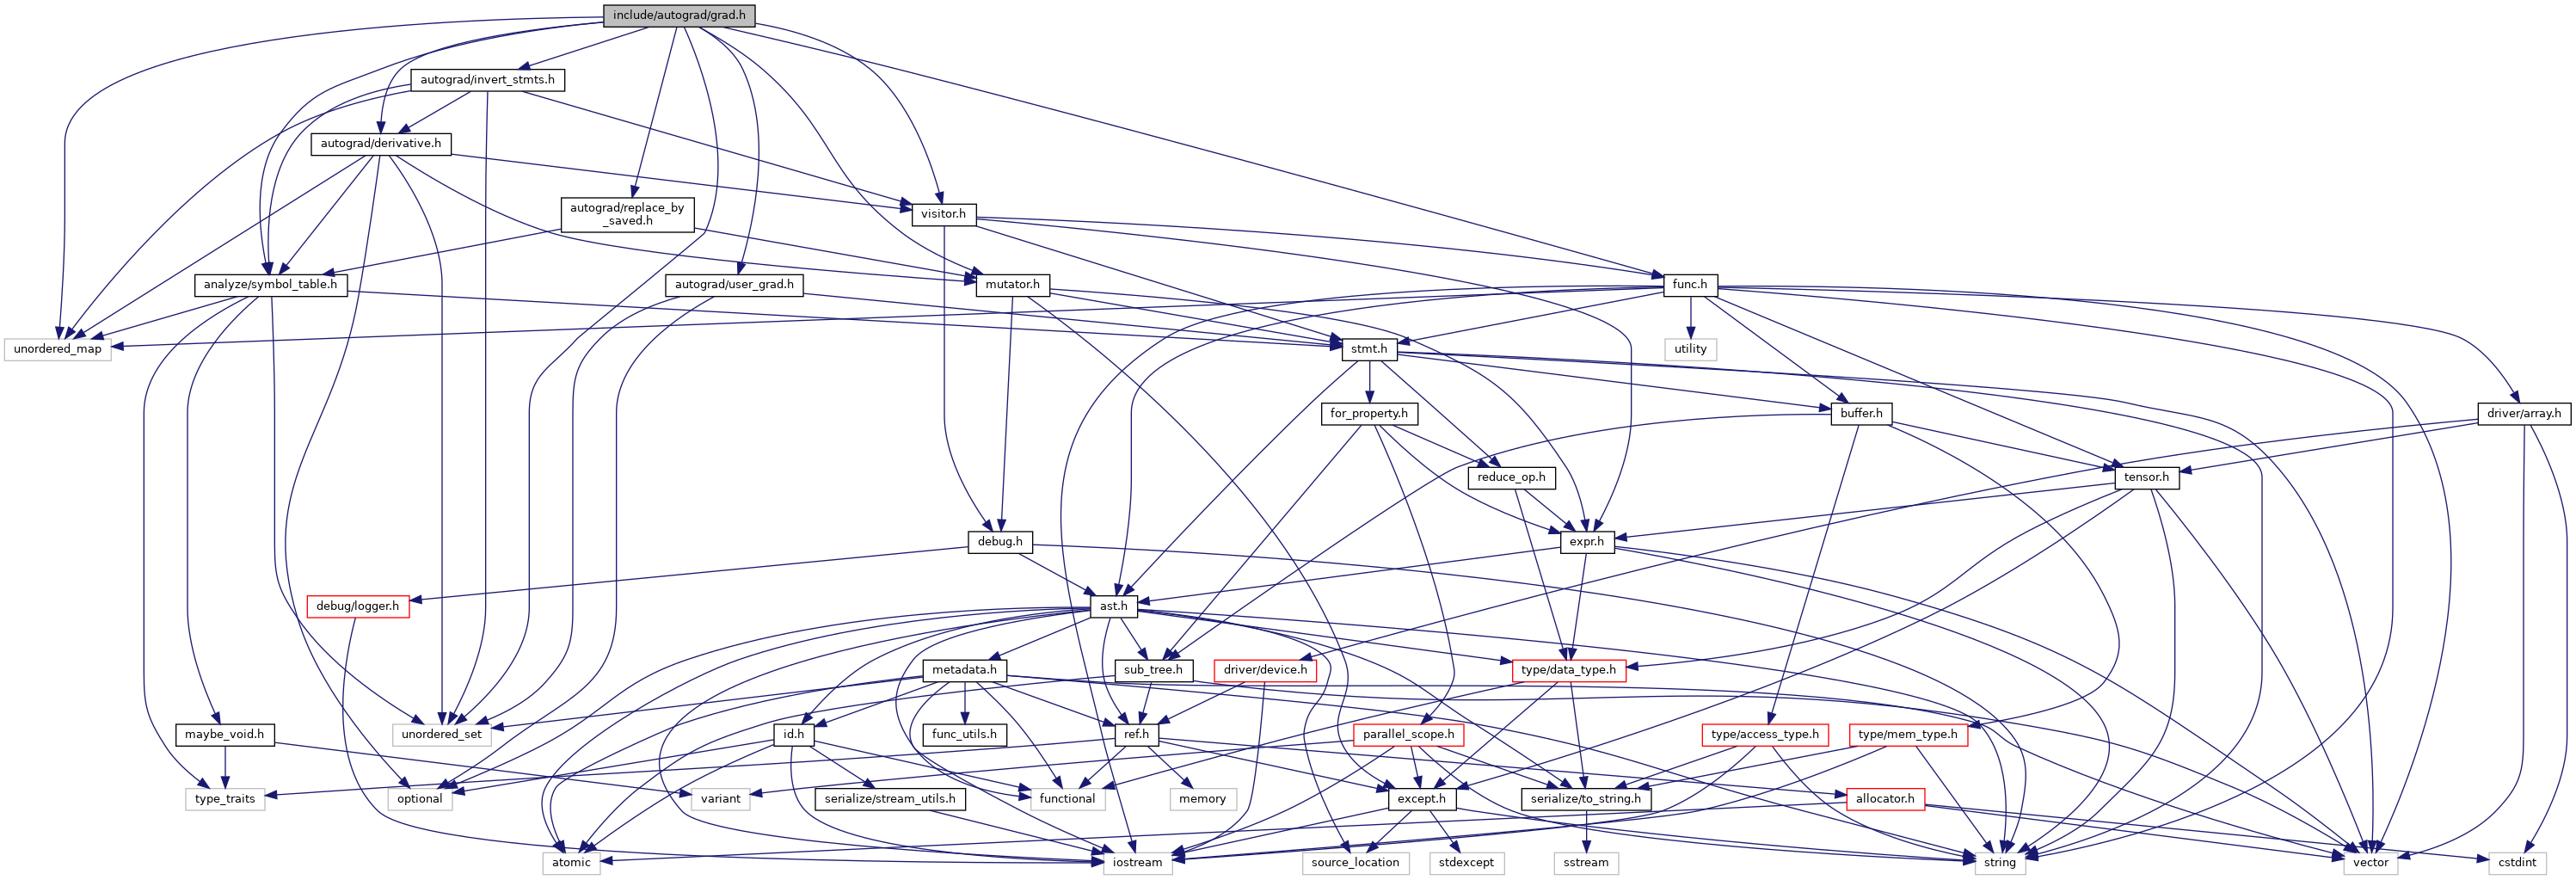 include/autograd/grad.h
autograd/invert_stmts.h
autograd/derivative.h
autograd/replace_by
_saved.h
visitor.h
analyze/symbol_table.h
autograd/user_grad.h
mutator.h
func.h
unordered_map
stmt.h
utility
for_property.h
buffer.h
driver/array.h
reduce_op.h
tensor.h
debug.h
expr.h
debug/logger.h
ast.h
metadata.h
sub_tree.h
driver/device.h
type/data_type.h
maybe_void.h
unordered_set
id.h
func_utils.h
ref.h
parallel_scope.h
type/access_type.h
type/mem_type.h
type_traits
optional
variant
serialize/stream_utils.h
functional
memory
except.h
serialize/to_string.h
allocator.h
atomic
iostream
source_location
stdexcept
sstream
string
vector
cstdint